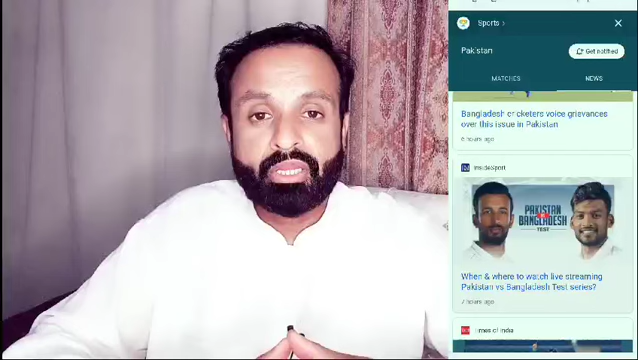 Sports ›
Pakistan
Get notified
MATCHES
NEWS
Bangladesh cricketers voice grievances
over this issue in Pakistan
6 hours ago
InsideSport
PAKISTAN
BANGLADESH
TEST
When & where to watch live streaming
Pakistan vs Bangladesh Test series?
7 hours ago
Times of India